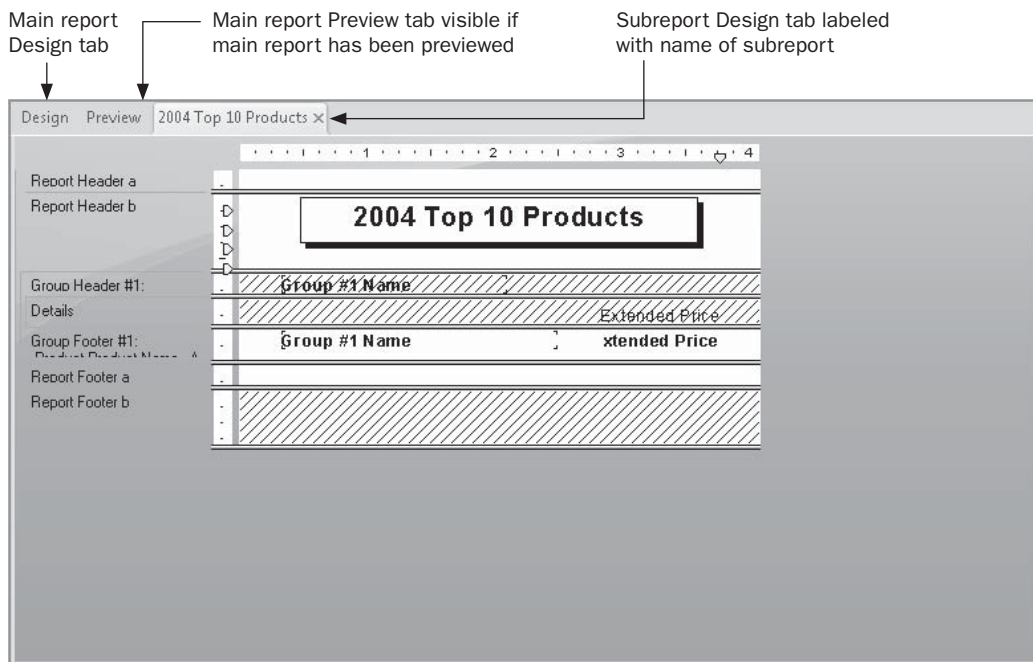 Main report
Design tab
Main report Preview tab visible if
main report has been previewed
Subreport Design tab labeled
with name of subreport
Design Preview 2004 Top 10 Products ×
1 2 3 4
Report Header a
Report Header b
2004 Top 10 Products
Group Header #1:
Group #1 Name
Details
Extended Price
Group Footer #1:
Group #1 Name xtended Price
Report Footer a
Report Footer b